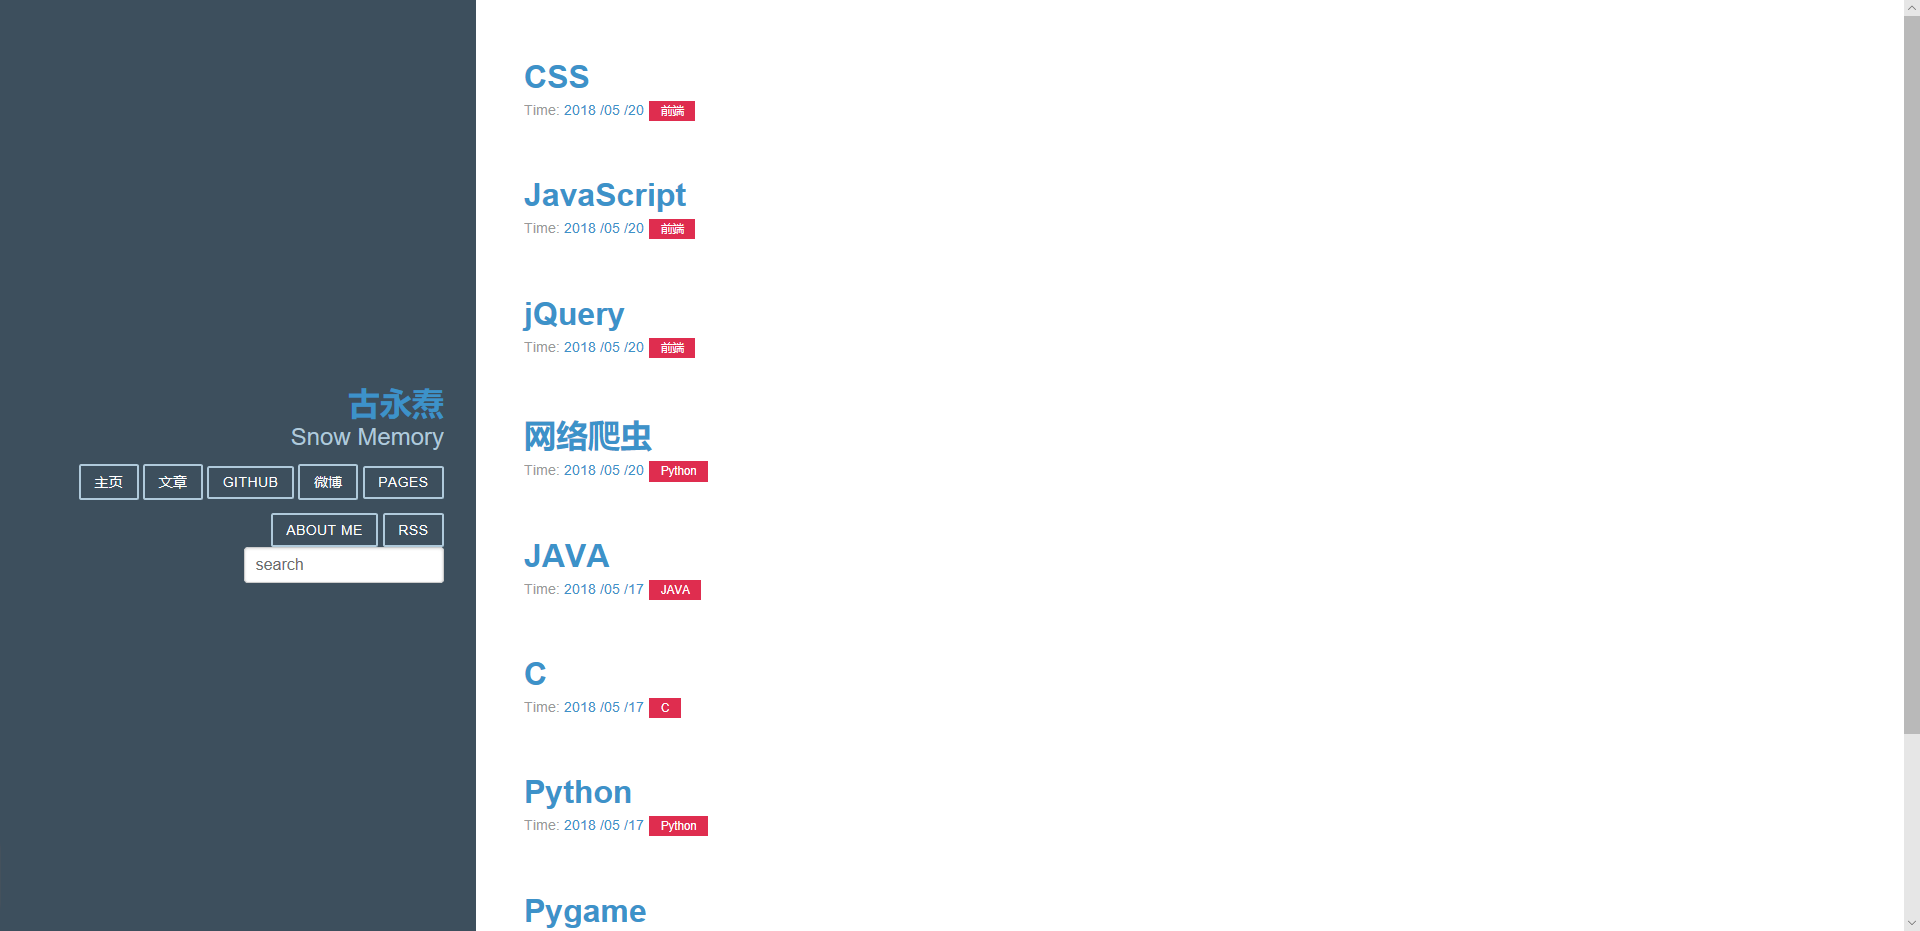 古永焘
Snow Memory
主页 文章 GITHUB 微博 PAGES
ABOUT ME RSS
search
CSS
Time: 2018 /05 /20 前端
JavaScript
Time: 2018 /05 /20 前端
jQuery
Time: 2018 /05 /20 前端
网络爬虫
Time: 2018 /05 /20 Python
JAVA
Time: 2018 /05 /17 JAVA
C
Time: 2018 /05 /17 C
Python
Time: 2018 /05 /17 Python
Pygame